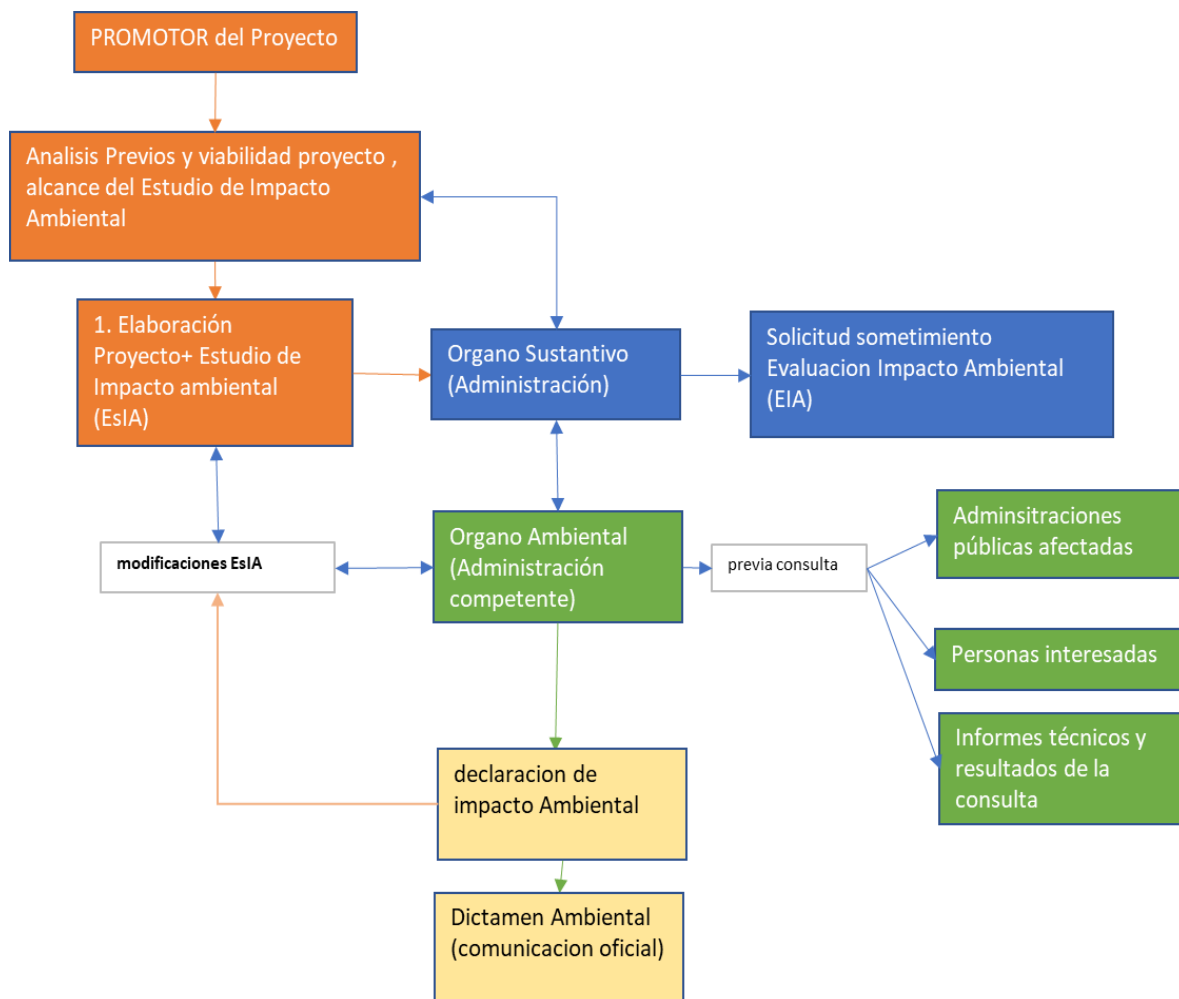 PROMOTOR del Proyecto
Analisis Previos y viabilidad proyecto ,
alcance del Estudio de Impacto
Ambiental
1. Elaboración
Proyecto+ Estudio de
Impacto ambiental
(EsIA)
Organo Sustantivo
(Administración)
Solicitud sometimiento
Evaluacion Impacto Ambiental
(EIA)
modificaciones EsIA
Organo Ambiental
(Administración
competente)
previa consulta
Adminsitraciones
públicas afectadas
Personas interesadas
Informes técnicos y
resultados de la
consulta
declaracion de
impacto Ambiental
Dictamen Ambiental
(comunicacion oficial)